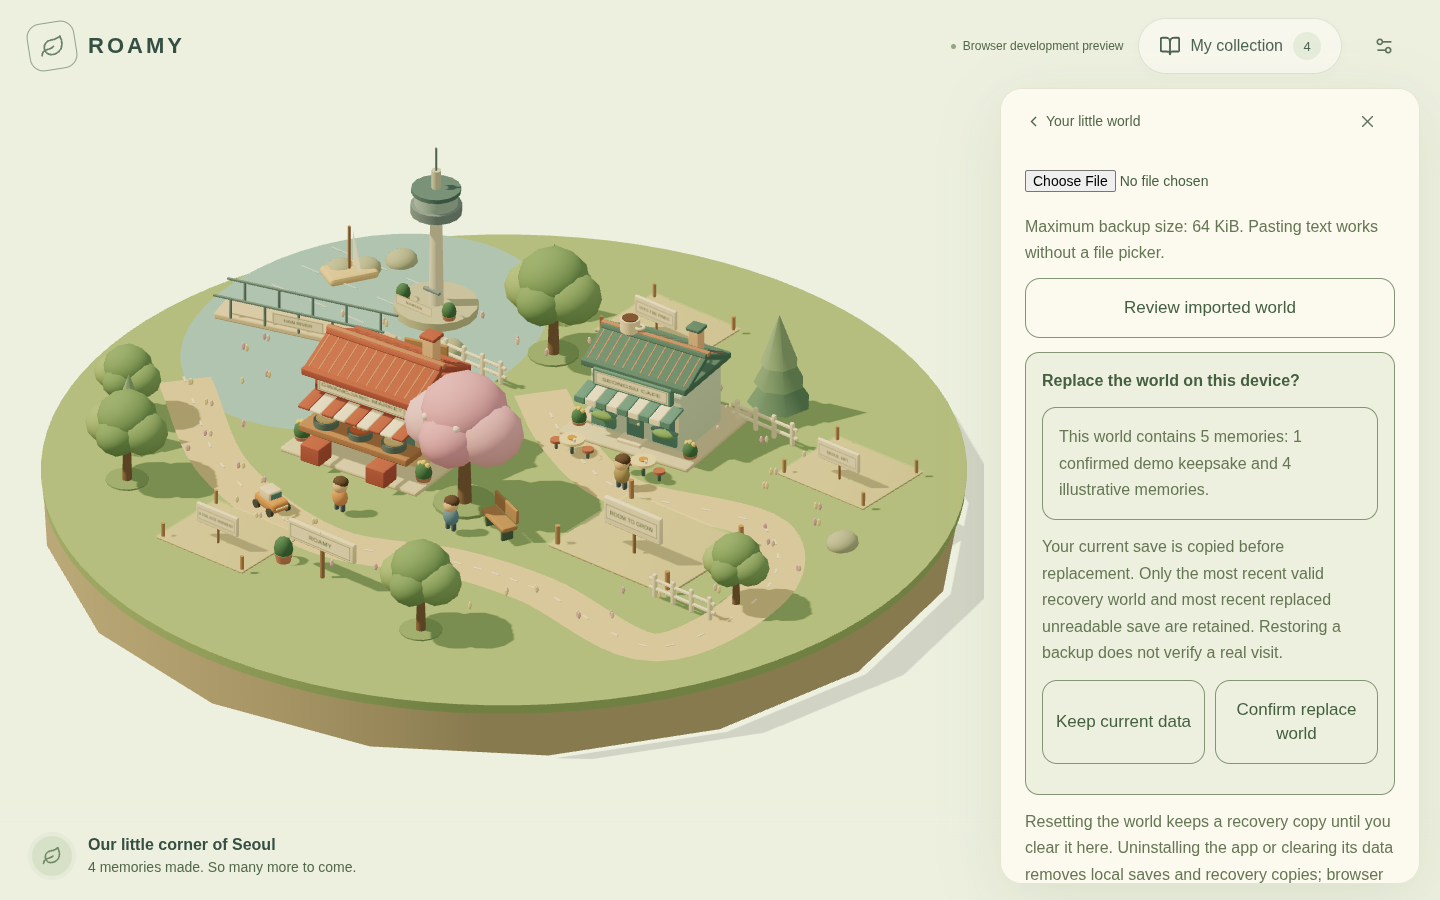 ROAMY
Browser development preview
My collection
4
Your little world
Choose File No file chosen
Maximum backup size: 64 KiB. Pasting text works
without a file picker.
Review imported world
Replace the world on this device?
This world contains 5 memories: 1
confirmed demo keepsake and 4
illustrative memories.
Your current save is copied before
replacement. Only the most recent valid
recovery world and most recent replaced
unreadable save are retained. Restoring a
backup does not verify a real visit.
Keep current data
Confirm replace
world
Resetting the world keeps a recovery copy until you
clear it here. Uninstalling the app or clearing its data
removes local saves and recovery copies; browser
ROOM TO GROW
ROAMY
Our little corner of Seoul
4 memories made. So many more to come.